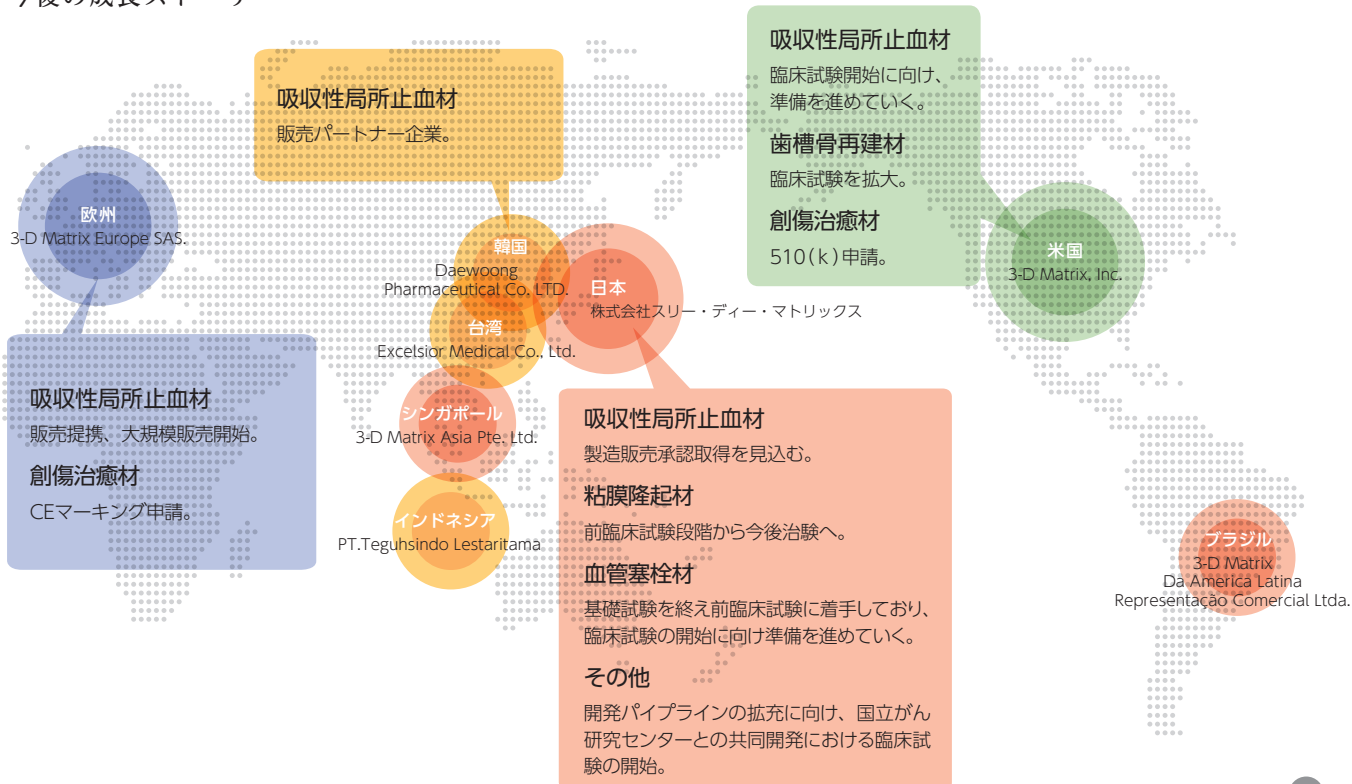 吸収性局所止血材
販売パートナー企業。
吸収性局所止血材
臨床試験開始に向け、
準備を進めていく。
歯槽骨再建材
臨床試験を拡大。
創傷治癒材
510(k)申請。
欧州
3-D Matrix Europe SAS.
韓国
Daewoong
Pharmaceutical Co. LTD.
日本
株式会社スリー・ディー・マトリックス
米国
3-D Matrix, Inc.
台湾
Excelsior Medical Co., Ltd.
吸収性局所止血材
販売提携、大規模販売開始。
創傷治癒材
CEマーキング申請。
シンガポール
3-D Matrix Asia Pte. Ltd.
インドネシア
PT.Teguhsindo Lestaritama
吸収性局所止血材
製造販売承認取得を見込む。
粘膜隆起材
前臨床試験段階から今後治験へ。
血管塞栓材
基礎試験を終え前臨床試験に着手しており、
臨床試験の開始に向け準備を進めていく。
その他
開発パイプラインの拡充に向け、国立がん
研究センターとの共同開発における臨床試
験の開始。
ブラジル
3-D Matrix
Da America Latina
Representação Comercial Ltda.